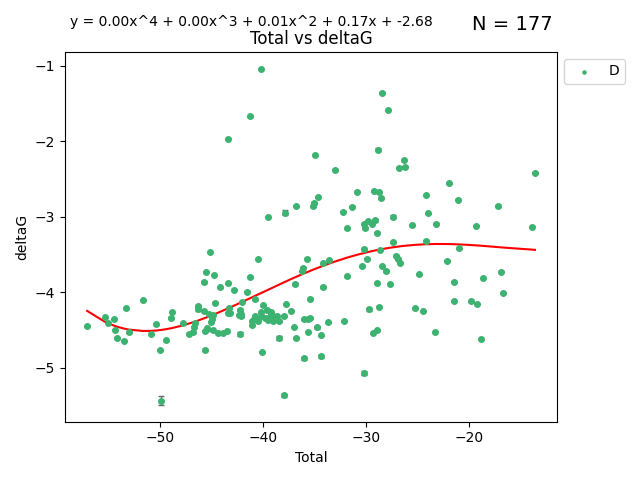 y = 0.00x^4 + 0.00x^3 + 0.01x^2 + 0.17x + -2.68
N = 177
Total vs deltaG
D
−1
−2
−3
−4
−5
deltaG
−50
−40
−30
−20
Total